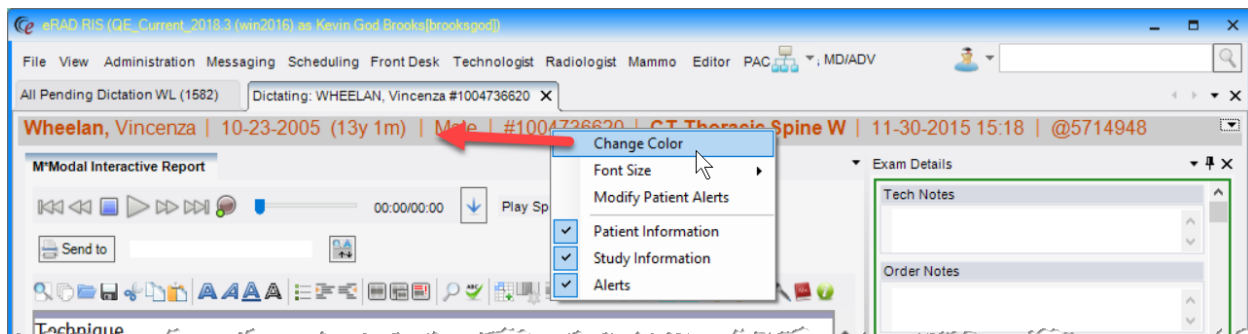 eRAD RIS (QE_Current_2018.3 (win2016) as Kevin God Brooks[brooksgod])
File View Administration Messaging Scheduling Front Desk Technologist Radiologist Mammo Editor PAC ; MD/ADV
All Pending Dictation WL (1582) Dictating: WHEELAN, Vincenza #1004736620 X
Wheelan, Vincenza | 10-23-2005 (13y 1m) | Male | #1004736620 | CT Thoracic Spine W | 11-30-2015 15:18 | @5714948
Change Color
M*Modal Interactive Report
Exam Details
Font Size
Modify Patient Alerts
Tech Notes
00:00/00:00 Play Sp
Patient Information
Send to
Study Information
Order Notes
Alerts
Technique